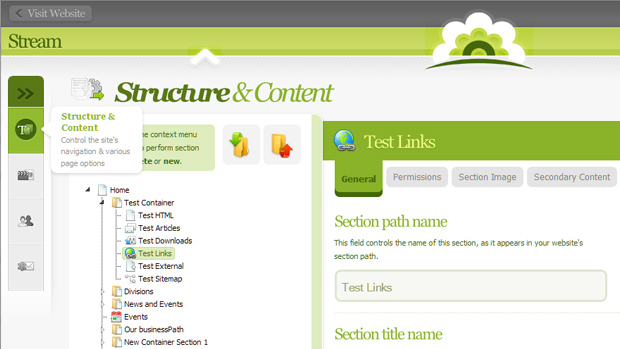 Visit Website
Stream
Structure & Content
Structure &
Content
Control the site's
navigation & various
page options
he context menu
perform section
ete or new.
Home
Test Container
Test HTML
Test Articles
Test Downloads
Test Links
Test External
Test Sitemap
Divisions
News and Events
Events
Our businessPath
New Container Section 1
Test Links
General
Permissions
Section Image
Secondary Content
Section path name
This field controls the name of this section, as it appears in your website's
section path.
Test Links
Section title name